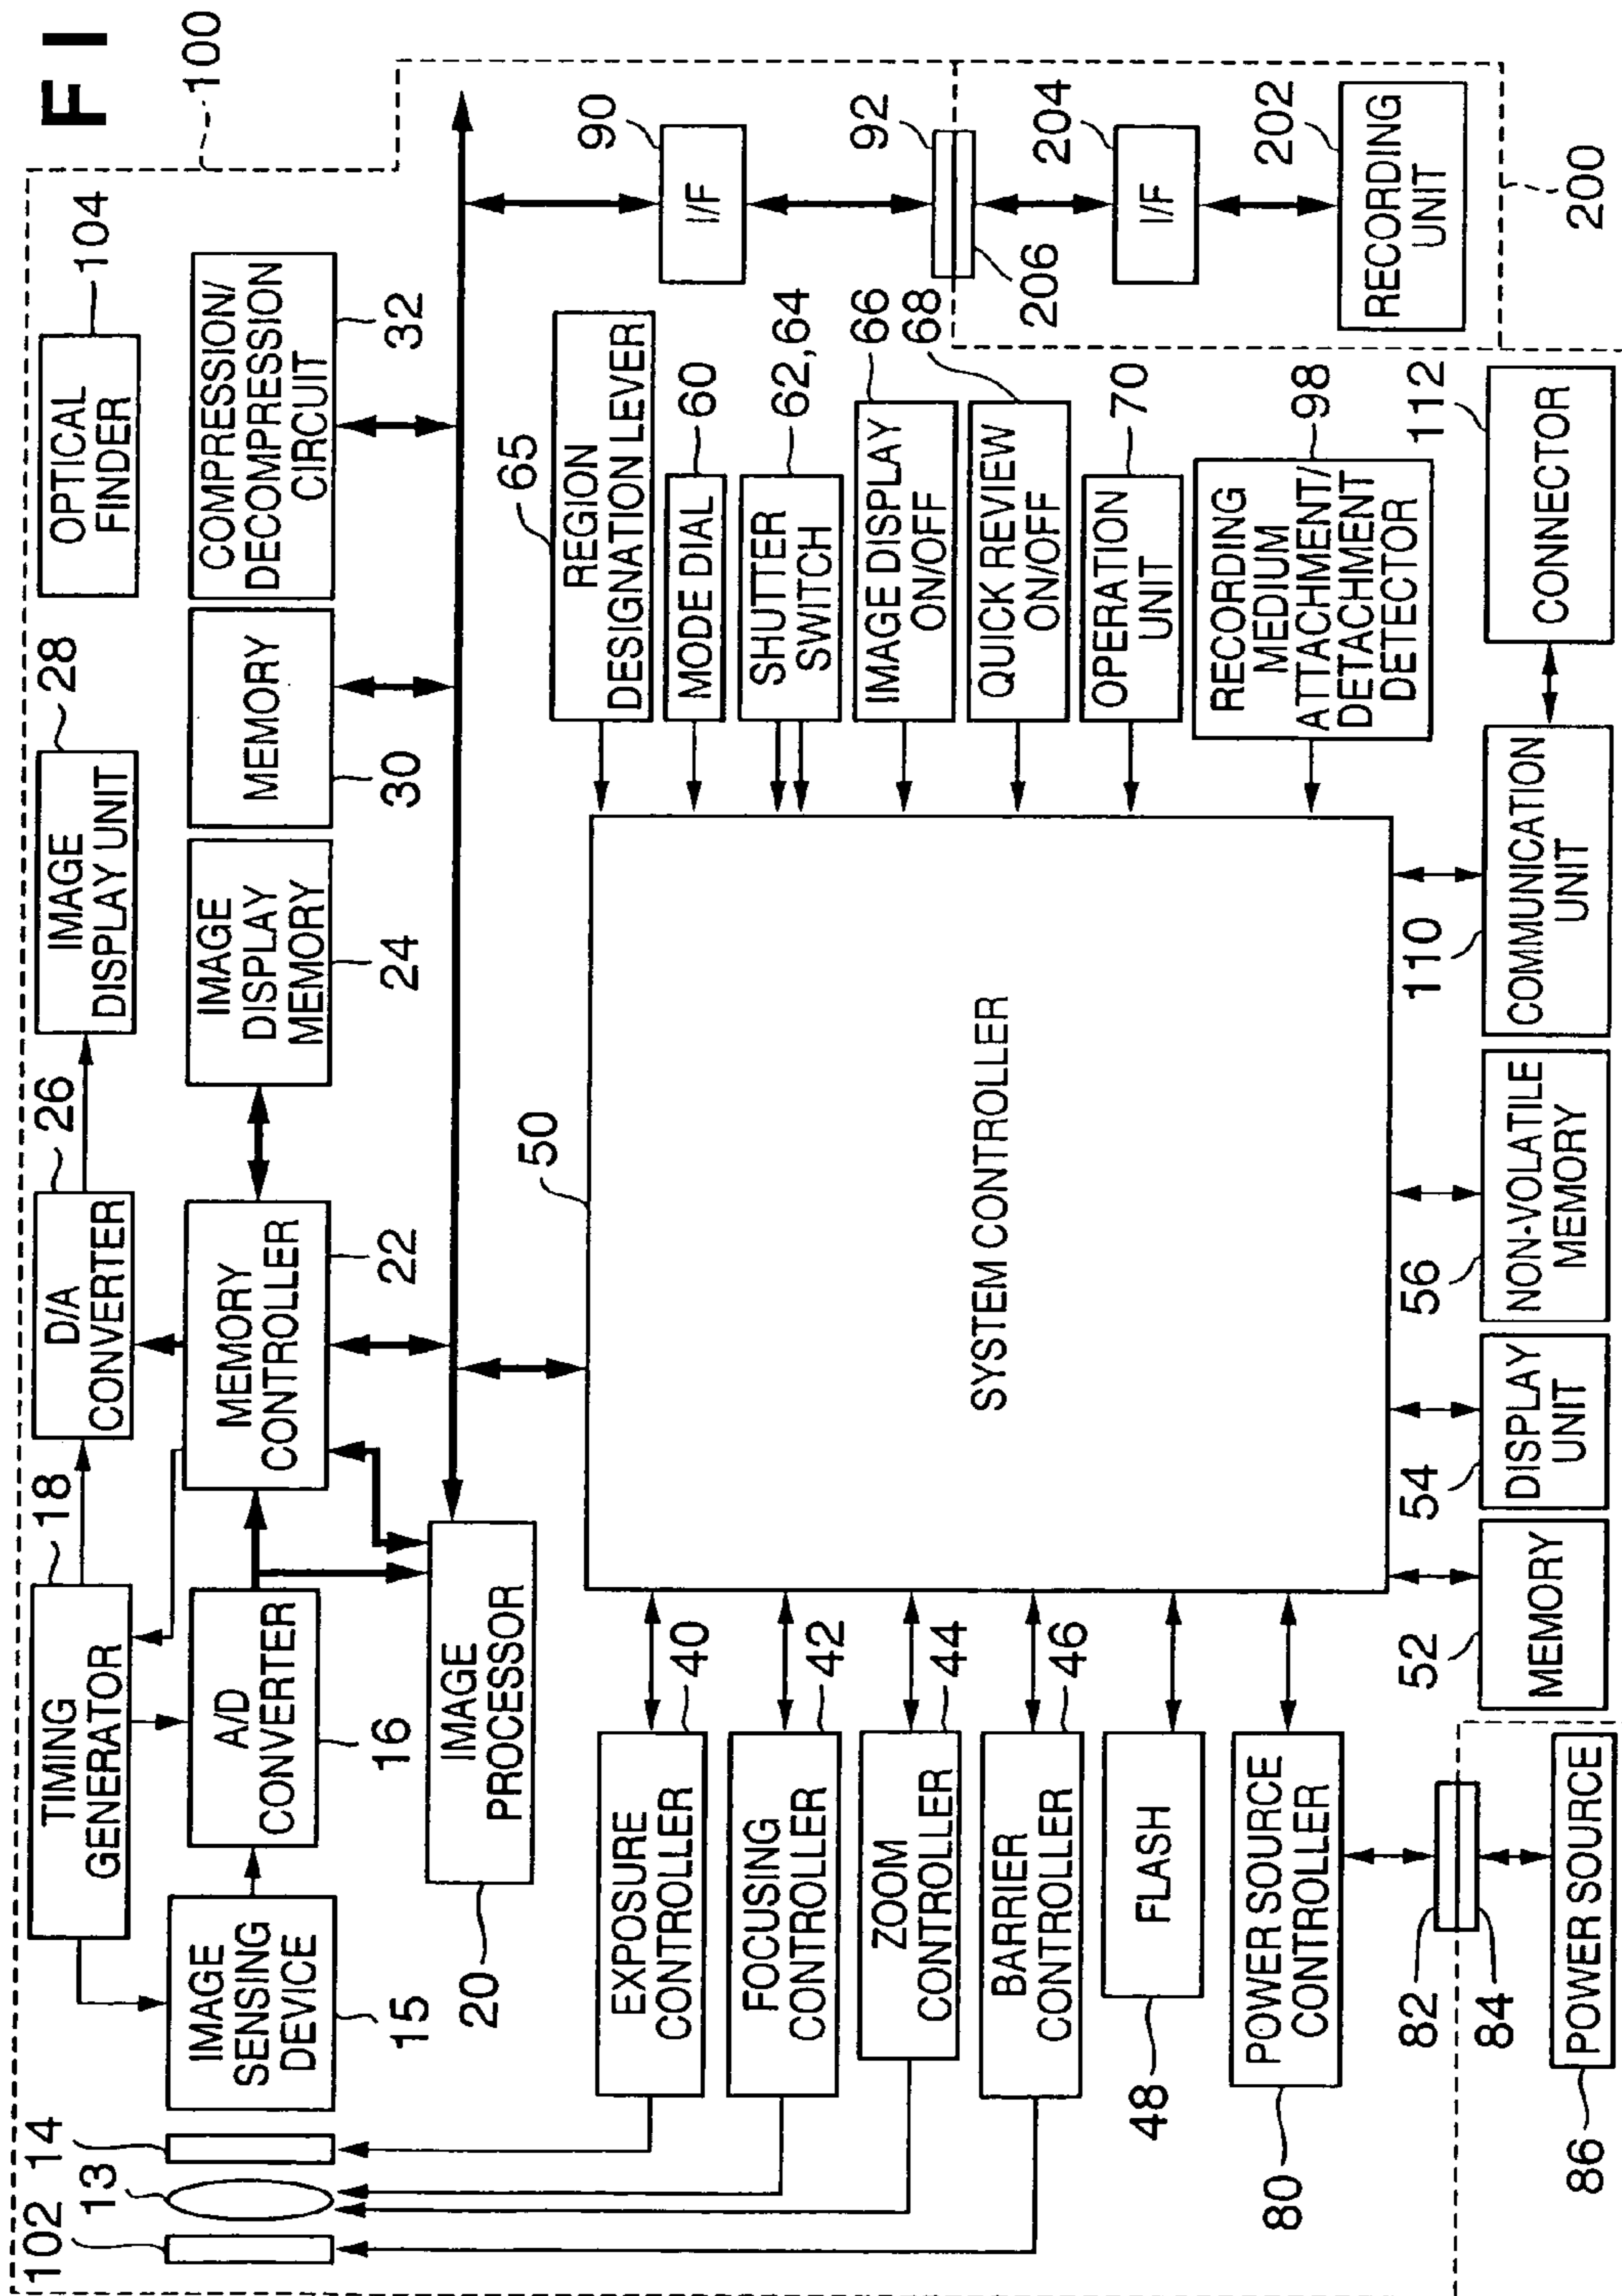 F I
100
TIMING
GENERATOR
18
D/A
CONVERTER
26
IMAGE
DISPLAY UNIT
28
OPTICAL
FINDER
104
102
13
14
IMAGE
SENSING
DEVICE
15
A/D
CONVERTER
16
MEMORY
CONTROLLER
22
IMAGE
DISPLAY
MEMORY
24
MEMORY
30
COMPRESSION/
DECOMPRESSION
CIRCUIT
32
IMAGE
PROCESSOR
20
50
SYSTEM CONTROLLER
EXPOSURE
CONTROLLER
40
FOCUSING
CONTROLLER
42
ZOOM
CONTROLLER
44
BARRIER
CONTROLLER
46
FLASH
48
POWER SOURCE
CONTROLLER
80
82
84
POWER SOURCE
86
65
REGION
DESIGNATION LEVER
MODE DIAL
60
SHUTTER
SWITCH
62,64
IMAGE DISPLAY
ON/OFF
66
QUICK REVIEW
ON/OFF
68
OPERATION
UNIT
70
RECORDING
MEDIUM
ATTACHMENT/
DETACHMENT
DETECTOR
98
I/F
90
92
206
I/F
204
RECORDING
UNIT
202
200
MEMORY
52
DISPLAY
UNIT
54
NON-VOLATILE
MEMORY
56
COMMUNICATION
UNIT
110
CONNECTOR
112